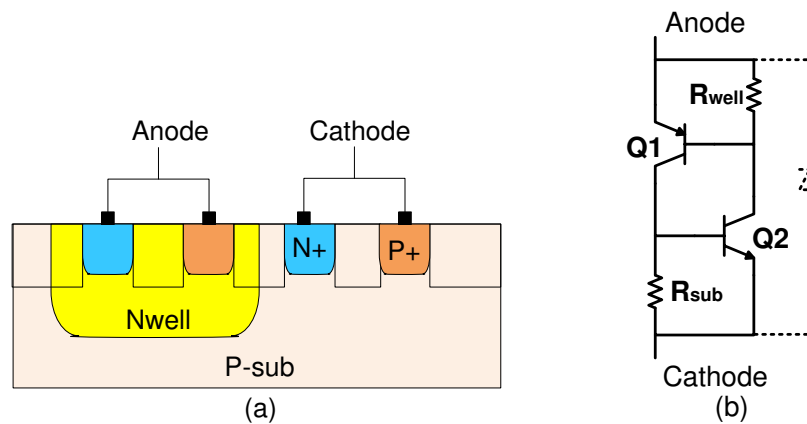 Anode
Cathode
N+
P+
Nwell
P-sub
(a)
Anode
Rwell
Q1
Q2
Rsub
Cathode
(b)